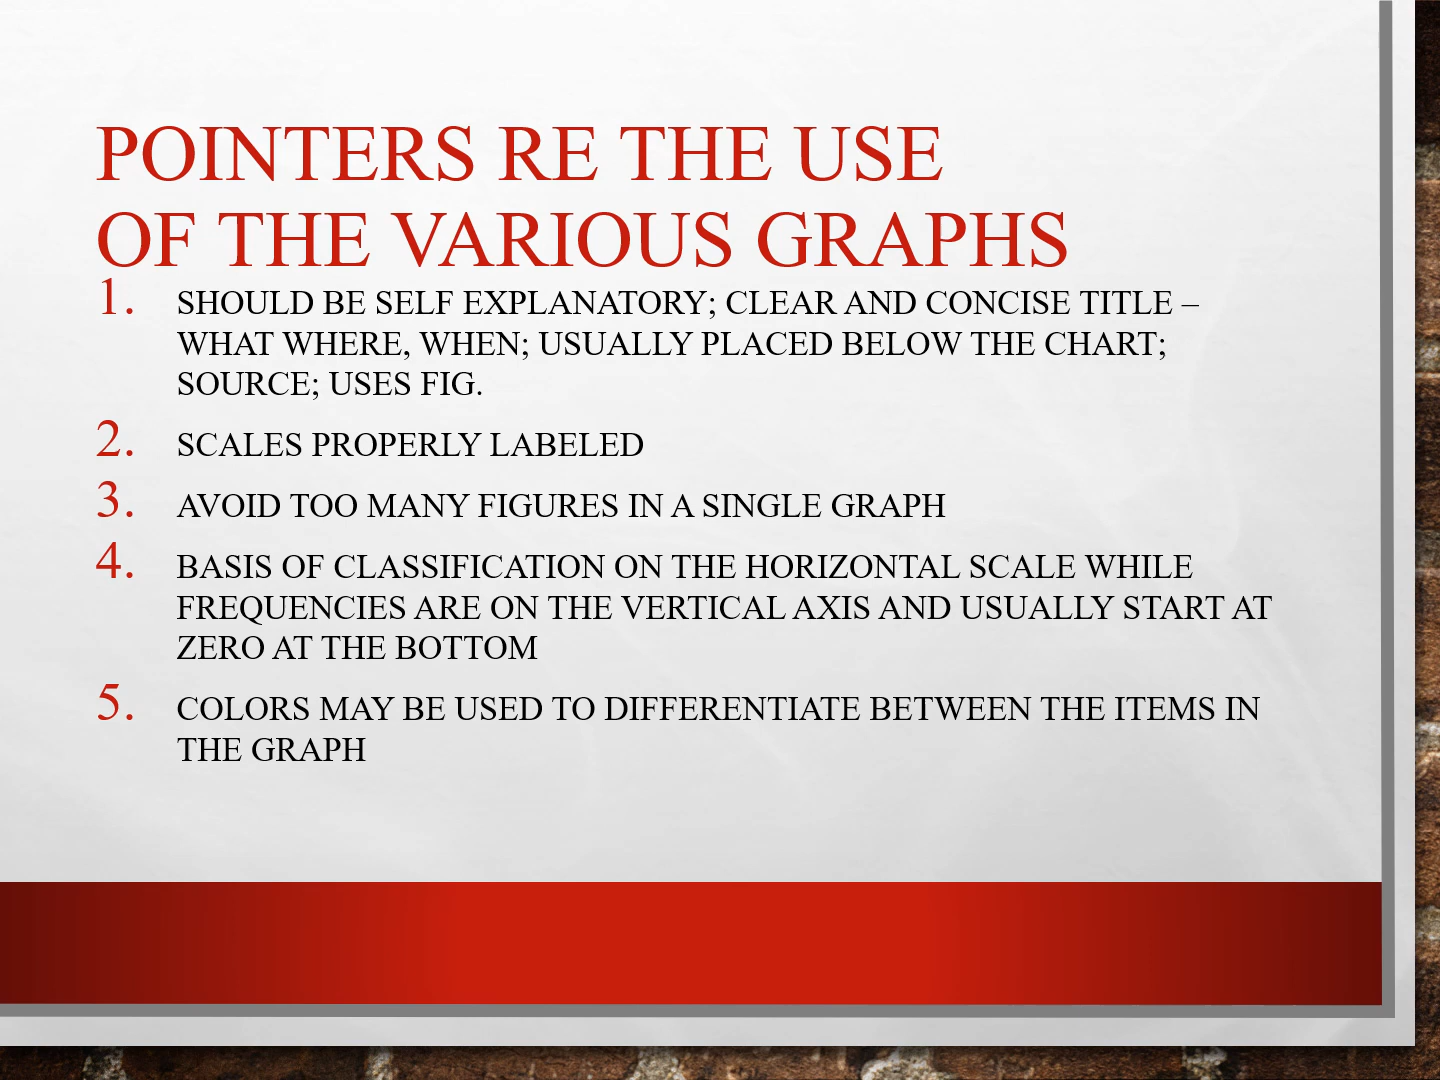 POINTERS RE THE USE
OF THE VARIOUS GRAPHS
1. SHOULD BE SELF EXPLANATORY; CLEAR AND CONCISE TITLE –
WHAT WHERE, WHEN; USUALLY PLACED BELOW THE CHART;
SOURCE; USES FIG.
2. SCALES PROPERLY LABELED
3. AVOID TOO MANY FIGURES IN A SINGLE GRAPH
4. BASIS OF CLASSIFICATION ON THE HORIZONTAL SCALE WHILE
FREQUENCIES ARE ON THE VERTICAL AXIS AND USUALLY START AT
ZERO AT THE BOTTOM
5. COLORS MAY BE USED TO DIFFERENTIATE BETWEEN THE ITEMS IN
THE GRAPH